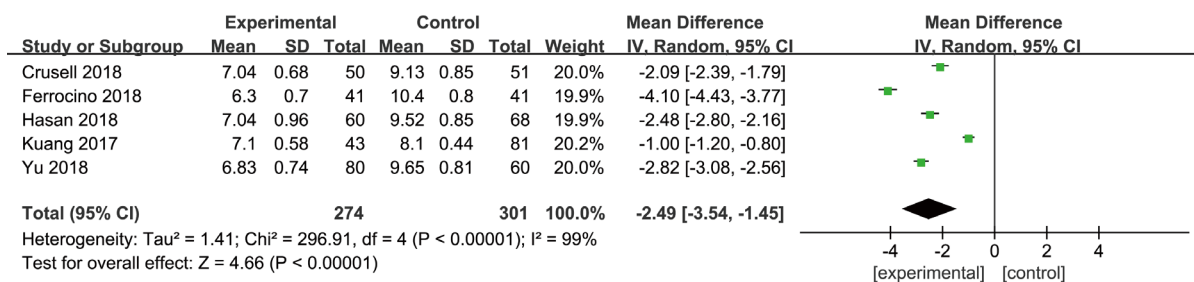 Experimental Control Mean Difference Mean Difference
Study or Subgroup Mean SD Total Mean SD Total Weight IV, Random, 95% CI IV, Random, 95% CI
Crusell 2018 7.04 0.68 50 9.13 0.85 51 20.0% -2.09 [-2.39, -1.79]
Ferrocino 2018 6.3 0.7 41 10.4 0.8 41 19.9% -4.10 [-4.43, -3.77]
Hasan 2018 7.04 0.96 60 9.52 0.85 68 19.9% -2.48 [-2.80, -2.16]
Kuang 2017 7.1 0.58 43 8.1 0.44 81 20.2% -1.00 [-1.20, -0.80]
Yu 2018 6.83 0.74 80 9.65 0.81 60 20.0% -2.82 [-3.08, -2.56]
Total (95% CI) 274 301 100.0% -2.49 [-3.54, -1.45]
Heterogeneity: Tau² = 1.41; Chi² = 296.91, df = 4 (P < 0.00001); I² = 99%
Test for overall effect: Z = 4.66 (P < 0.00001)
-4 -2 0 2 4
[experimental] [control]